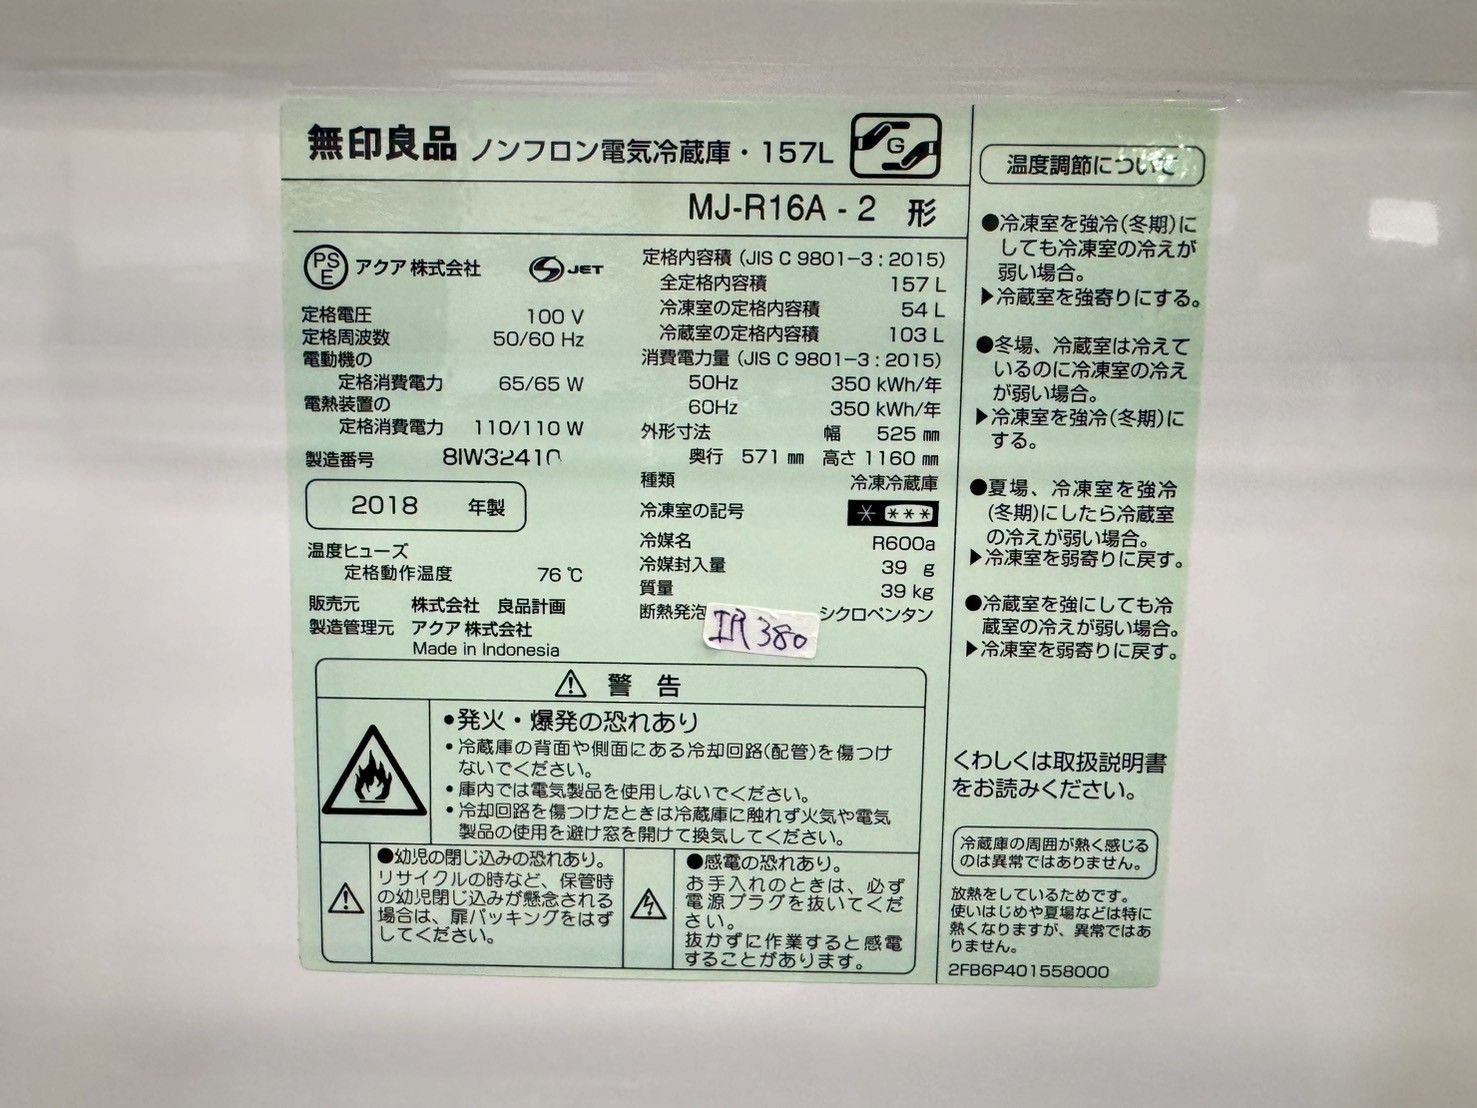 無印良品 ノンフロン電気冷蔵庫・157L
G
MJ-R16A - 2 形
PS
E
アクア 株式会社
JET
定格電圧 100 V
定格周波数 50/60 Hz
電動機の
定格消費電力 65/65 W
電熱装置の
定格消費電力 110/110 W
製造番号 8IW32410
2018 年製
温度ヒューズ
定格動作温度 76 ℃
販売元 株式会社 良品計画
製造管理元 アクア 株式会社
Made in Indonesia
定格内容積 (JIS C 9801-3 : 2015)
全定格内容積 157 L
冷凍室の定格内容積 54 L
冷蔵室の定格内容積 103 L
消費電力量 (JIS C 9801-3 : 2015)
50Hz 350 kWh/年
60Hz 350 kWh/年
外形寸法 幅 525 mm
奥行 571 mm 高さ 1160 mm
種類 冷凍冷蔵庫
冷凍室の記号 * ***
冷媒名 R600a
冷媒封入量 39 g
質量 39 kg
断熱発泡 シクロペンタン
IR 380
警 告
●発火・爆発の恐れあり
・冷蔵庫の背面や側面にある冷却回路(配管)を傷つけ
ないでください。
・庫内では電気製品を使用しないでください。
・冷却回路を傷つけたときは冷蔵庫に触れず火気や電気
製品の使用を避け窓を開けて換気してください。
●幼児の閉じ込みの恐れあり。
リサイクルの時など、保管時
の幼児閉じ込みが懸念される
場合は、扉パッキングをはず
してください。
●感電の恐れあり。
お手入れのときは、必ず
電源プラグを抜いてくだ
さい。
抜かずに作業すると感電
することがあります。
温度調節について
●冷凍室を強冷(冬期)に
しても冷凍室の冷えが
弱い場合。
▶冷蔵室を強寄りにする。
●冬場、冷蔵室は冷えて
いるのに冷凍室の冷え
が弱い場合。
▶冷凍室を強冷(冬期)に
する。
●夏場、冷凍室を強冷
(冬期)にしたら冷蔵室
の冷えが弱い場合。
▶冷凍室を弱寄りに戻す。
●冷蔵室を強にしても冷
蔵室の冷えが弱い場合。
▶冷凍室を弱寄りに戻す。
くわしくは取扱説明書
をお読みください。
冷蔵庫の周囲が熱く感じる
のは異常ではありません。
放熱をしているためです。
使いはじめや夏場などは特に
熱くなりますが、異常ではあ
りません。
2FB6P401558000